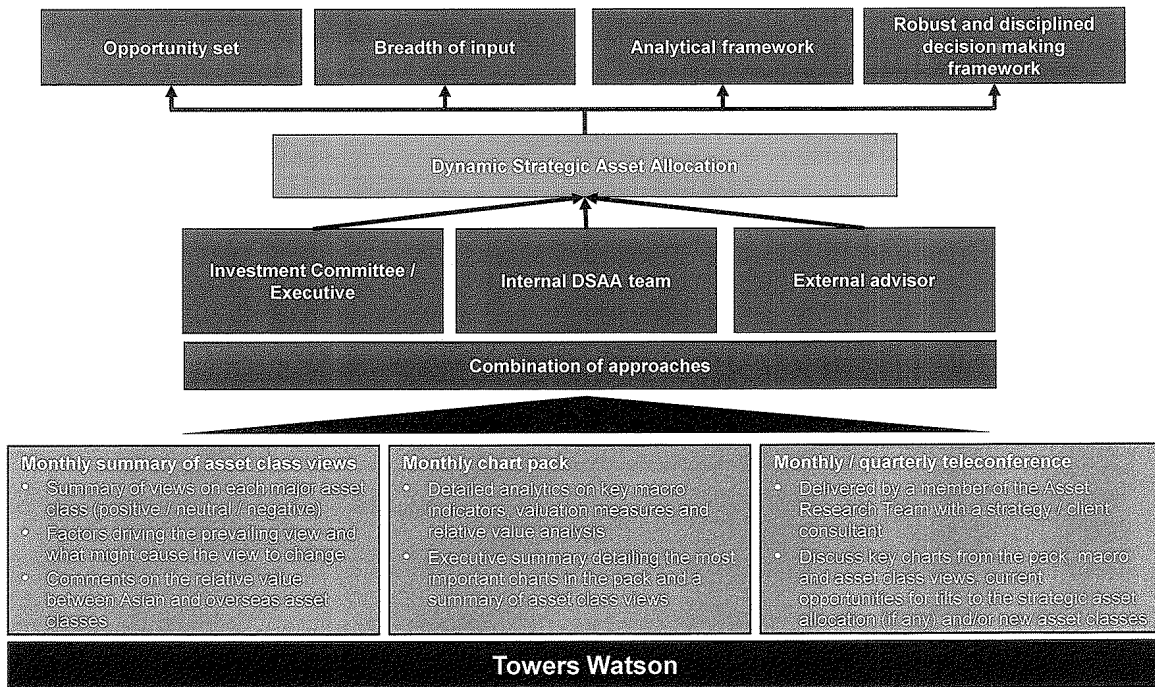 Opportunity set
Breadth of input
Analytical framework
Robust and disciplined
decision making
framework
Dynamic Strategic Asset Allocation
Investment Committee /
Executive
Internal DSAA team
External advisor
Combination of approaches
Monthly summary of asset class views
• Summary of views on each major asset
class (positive / neutral / negative)
• Factors driving the prevailing view and
what might cause the view to change
• Comments on the relative value
between Asian and overseas asset
classes
Monthly chart pack
• Detailed analytics on key macro
indicators, valuation measures and
relative value analysis
• Executive summary detailing the most
important charts in the pack and a
summary of asset class views
Monthly / quarterly teleconference
• Delivered by a member of the Asset
Research Team with a strategy / client
consultant
• Discuss key charts from the pack, macro
and asset class views, current
opportunities for tilts to the strategic asset
allocation (if any) and/or new asset classes
Towers Watson